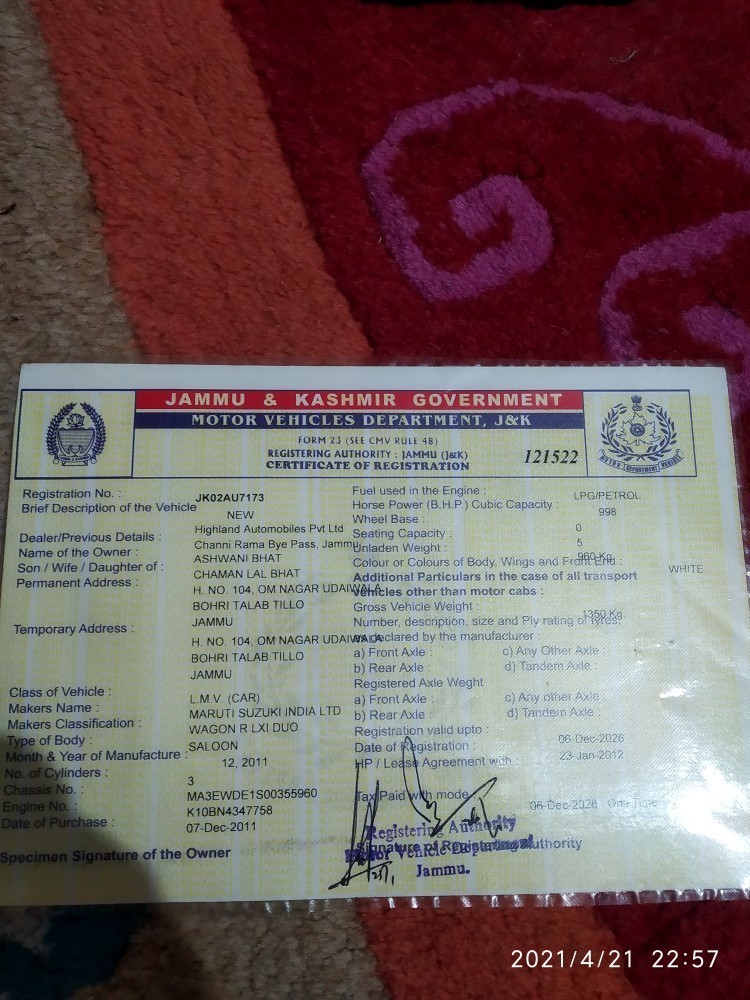 JAMMU & KASHMIR GOVERNMENT
MOTOR VEHICLES DEPARTMENT, J&K
FORM 23 (SEE CMV RULE 48)
REGISTERING AUTHORITY : JAMMU (J&K)
CERTIFICATE OF REGISTRATION
121522
Registration No. : JK02AU7173
Brief Description of the Vehicle NEW
Dealer/Previous Details : Highland Automobiles Pvt Ltd
Channi Rama Bye Pass, Jammu
Name of the Owner : ASHWANI BHAT
Son / Wife / Daughter of : CHAMAN LAL BHAT
Permanent Address : H. NO. 104, OM NAGAR UDAIWALA
BOHRI TALAB TILLO
JAMMU
Temporary Address : H. NO. 104, OM NAGAR UDAIWALA
BOHRI TALAB TILLO
JAMMU
Class of Vehicle : L.M.V. (CAR)
Makers Name : MARUTI SUZUKI INDIA LTD
Makers Classification : WAGON R LXI DUO
Type of Body : SALOON
Month & Year of Manufacture : 12, 2011
No. of Cylinders : 3
Chassis No. : MA3EWDE1S00355960
Engine No. : K10BN4347758
Date of Purchase : 07-Dec-2011
Specimen Signature of the Owner
Fuel used in the Engine : LPG/PETROL
Horse Power (B.H.P.) Cubic Capacity : 998
Wheel Base : 0
Seating Capacity : 5
Unladen Weight : 960 Kg.
Colour or Colours of Body, Wings and Front End : WHITE
Additional Particulars in the case of all transport
vehicles other than motor cabs :
Gross Vehicle Weight : 1350 Kg
Number, description, size and Ply rating of tyres.
as declared by the manufacturer :
a) Front Axle : c) Any Other Axle :
b) Rear Axle : d) Tandem Axle :
Registered Axle Weght
a) Front Axle : c) Any other Axle :
b) Rear Axle : d) Tandem Axle :
Registration valid upto : 06-Dec-2026
Date of Registration : 23-Jan-2012
HP / Lease Agreement with :
Tax Paid with mode 06-Dec-2026 One Time
Registering Authority
Signature of Registering Authority
Motor Vehicle Department
Jammu.
2021/4/21 22:57